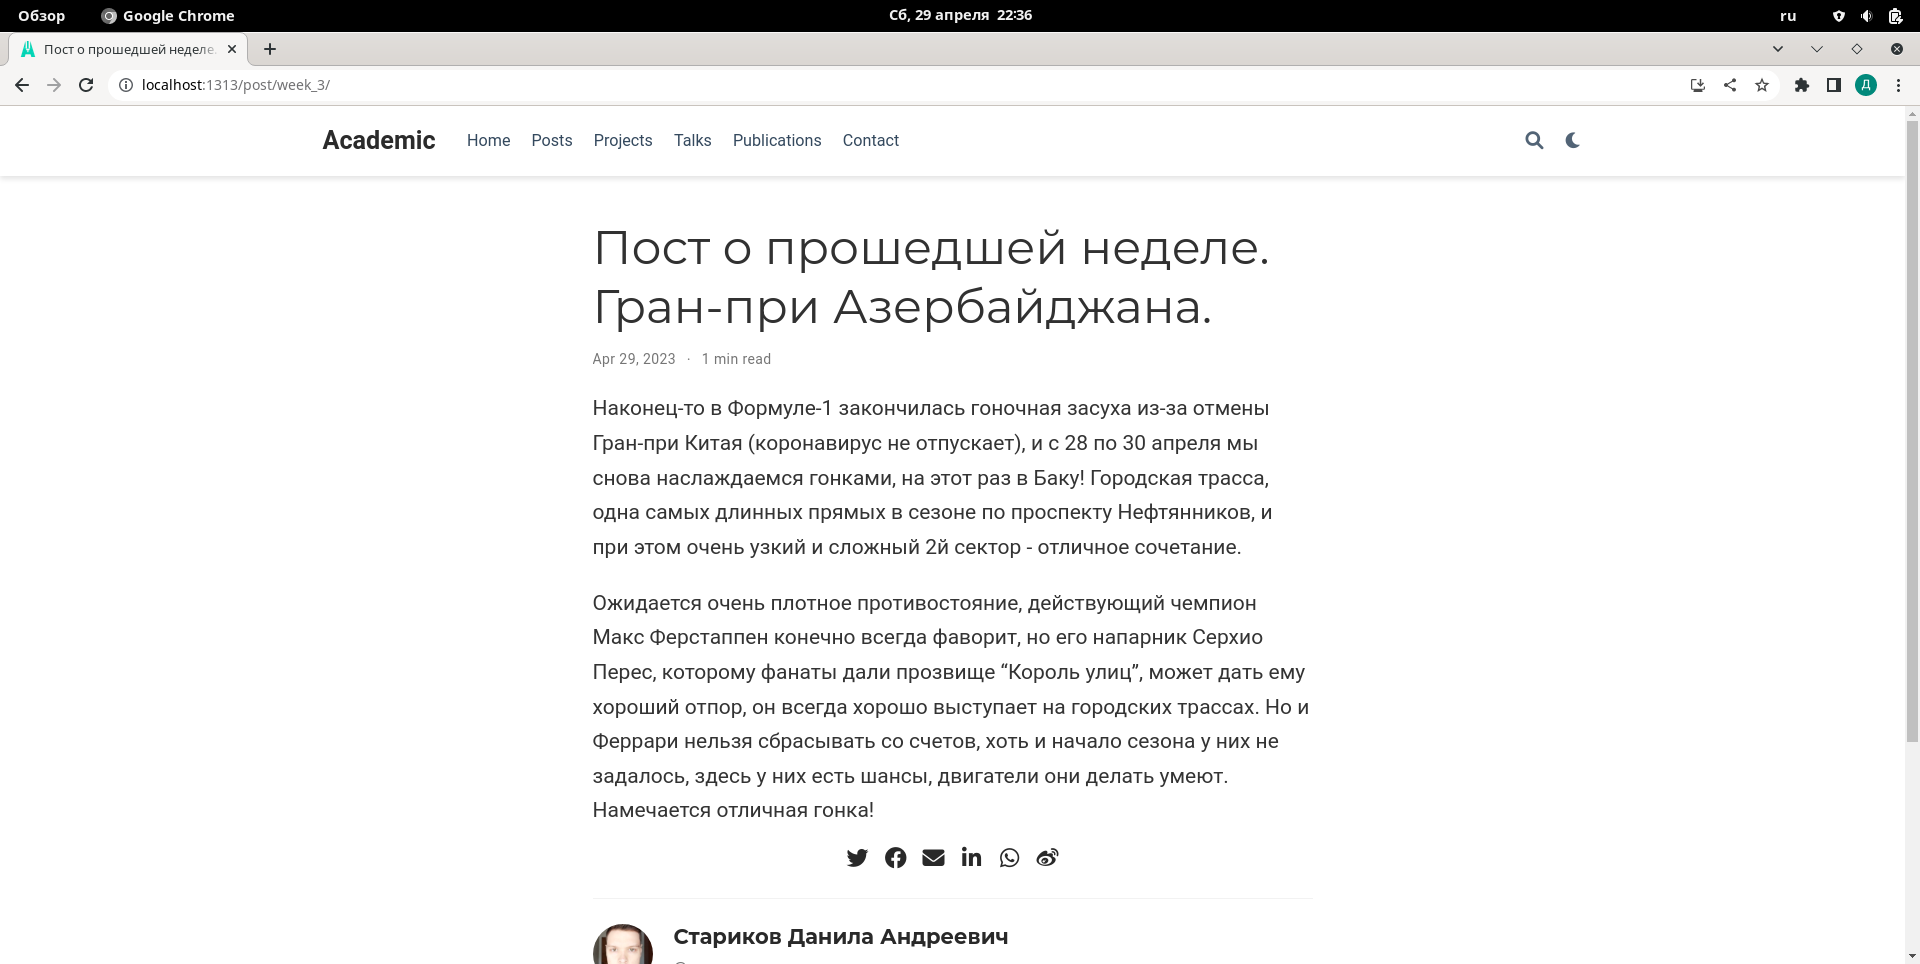 Обзор Google Chrome Сб, 29 апреля 22:36 ru
Пост о прошедшей неделе.
localhost:1313/post/week_3/ Д
Academic Home Posts Projects Talks Publications Contact
Пост о прошедшей неделе.
Гран-при Азербайджана.
Apr 29, 2023 · 1 min read
Наконец-то в Формуле-1 закончилась гоночная засуха из-за отмены
Гран-при Китая (коронавирус не отпускает), и с 28 по 30 апреля мы
снова наслаждаемся гонками, на этот раз в Баку! Городская трасса,
одна самых длинных прямых в сезоне по проспекту Нефтянников, и
при этом очень узкий и сложный 2й сектор - отличное сочетание.
Ожидается очень плотное противостояние, действующий чемпион
Макс Ферстаппен конечно всегда фаворит, но его напарник Серхио
Перес, которому фанаты дали прозвище “Король улиц”, может дать ему
хороший отпор, он всегда хорошо выступает на городских трассах. Но и
Феррари нельзя сбрасывать со счетов, хоть и начало сезона у них не
задалось, здесь у них есть шансы, двигатели они делать умеют.
Намечается отличная гонка!
Стариков Данила Андреевич